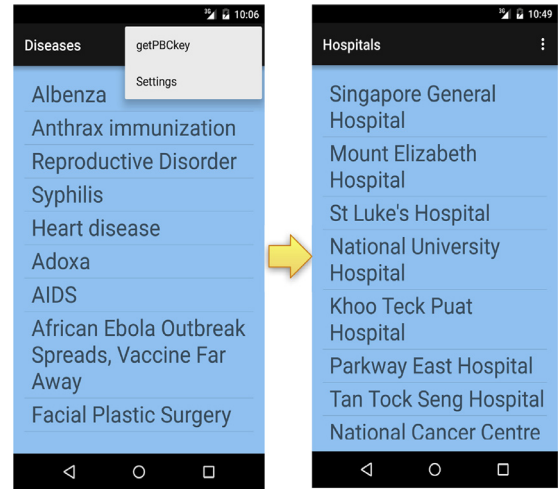 3G 10:06
Diseases
getPBCkey
Settings
Albenza
Anthrax immunization
Reproductive Disorder
Syphilis
Heart disease
Adoxa
AIDS
African Ebola Outbreak
Spreads, Vaccine Far
Away
Facial Plastic Surgery
3G 10:49
Hospitals
Singapore General
Hospital
Mount Elizabeth
Hospital
St Luke's Hospital
National University
Hospital
Khoo Teck Puat
Hospital
Parkway East Hospital
Tan Tock Seng Hospital
National Cancer Centre